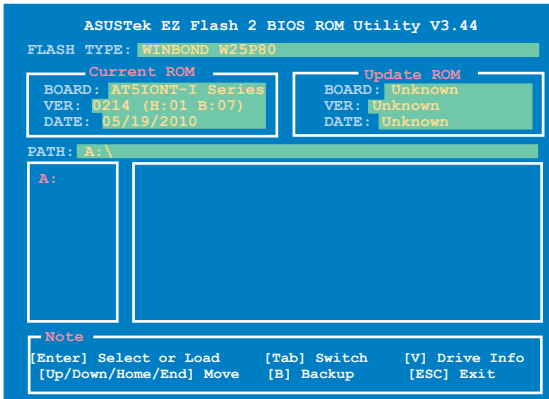 ASUSTek EZ Flash 2 BIOS ROM Utility V3.44
FLASH TYPE: WINBOND W25P80
Current ROM
BOARD: AT5IONT-I Series
VER: 0214 (H:01 B:07)
DATE: 05/19/2010
Update ROM
BOARD: Unknown
VER: Unknown
DATE: Unknown
PATH: A:\
A:
Note
[Enter] Select or Load [Tab] Switch [V] Drive Info
[Up/Down/Home/End] Move [B] Backup [ESC] Exit